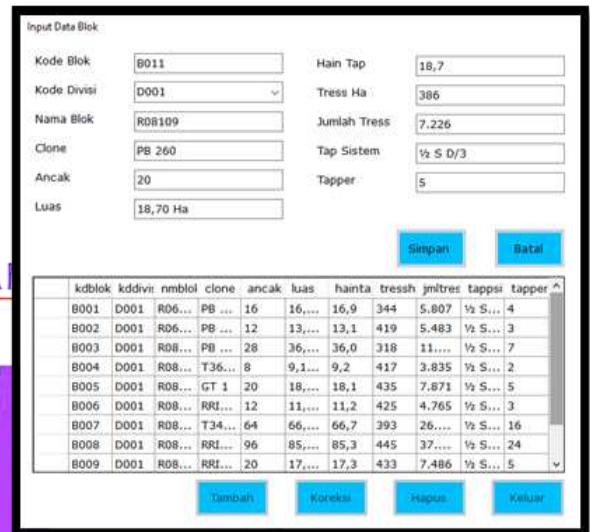 Input Data Blok
Kode Blok B011 Hain Tap 18,7
Kode Divisi D001 Tress Ha 386
Nama Blok R08109 Jumlah Tress 7.226
Clone PB 260 Tap Sistem ½ S D/3
Ancak 20 Tapper 5
Luas 18,70 Ha
Simpan Batal
kdblok kddivi nmblol clone ancak luas hainta tressh jmltres tappsi tapper
B001 D001 R06... PB ... 16 16,... 16,9 344 5.807 ½ S... 4
B002 D001 R06... PB ... 12 13,... 13,1 419 5.483 ½ S... 3
B003 D001 R08... PB ... 28 36,... 36,0 318 11.... ½ S... 7
B004 D001 R08... T36... 8 9,1... 9,2 417 3.835 ½ S... 2
B005 D001 R08... GT 1 20 18,... 18,1 435 7.871 ½ S... 5
B006 D001 R08... RRI... 12 11,... 11,2 425 4.765 ½ S... 3
B007 D001 R08... T34... 64 66,... 66,7 393 26.... ½ S... 16
B008 D001 R08... RRI... 96 85,... 85,3 445 37.... ½ S... 24
B009 D001 R08... RRI... 20 17,... 17,3 433 7.486 ½ S... 5
Tambah Koreksi Hapus Keluar